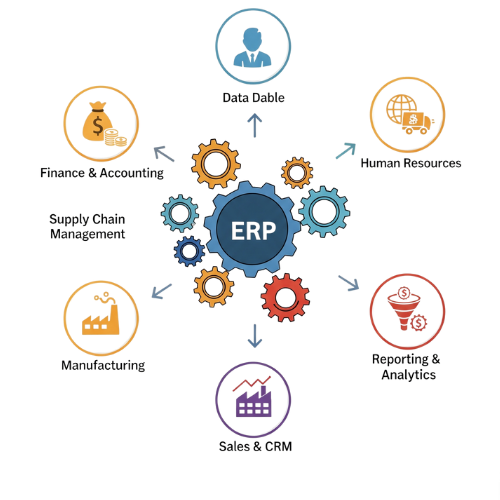 Data Dable
Finance & Accounting
Human Resources
Supply Chain
Management
ERP
Manufacturing
Reporting &
Analytics
Sales & CRM